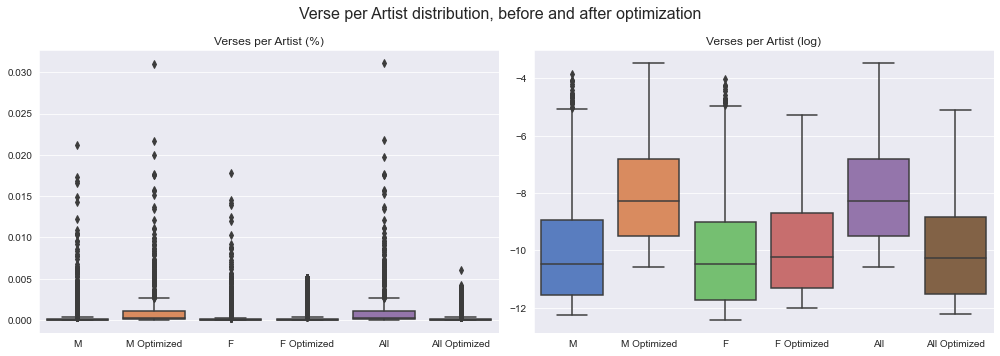 Verse per Artist distribution, before and after optimization
Verses per Artist (%)
0.030
0.025
0.020
0.015
0.010
0.005
0.000
M M Optimized F F Optimized All All Optimized
Verses per Artist (log)
−4
−6
−8
−10
−12
M M Optimized F F Optimized All All Optimized